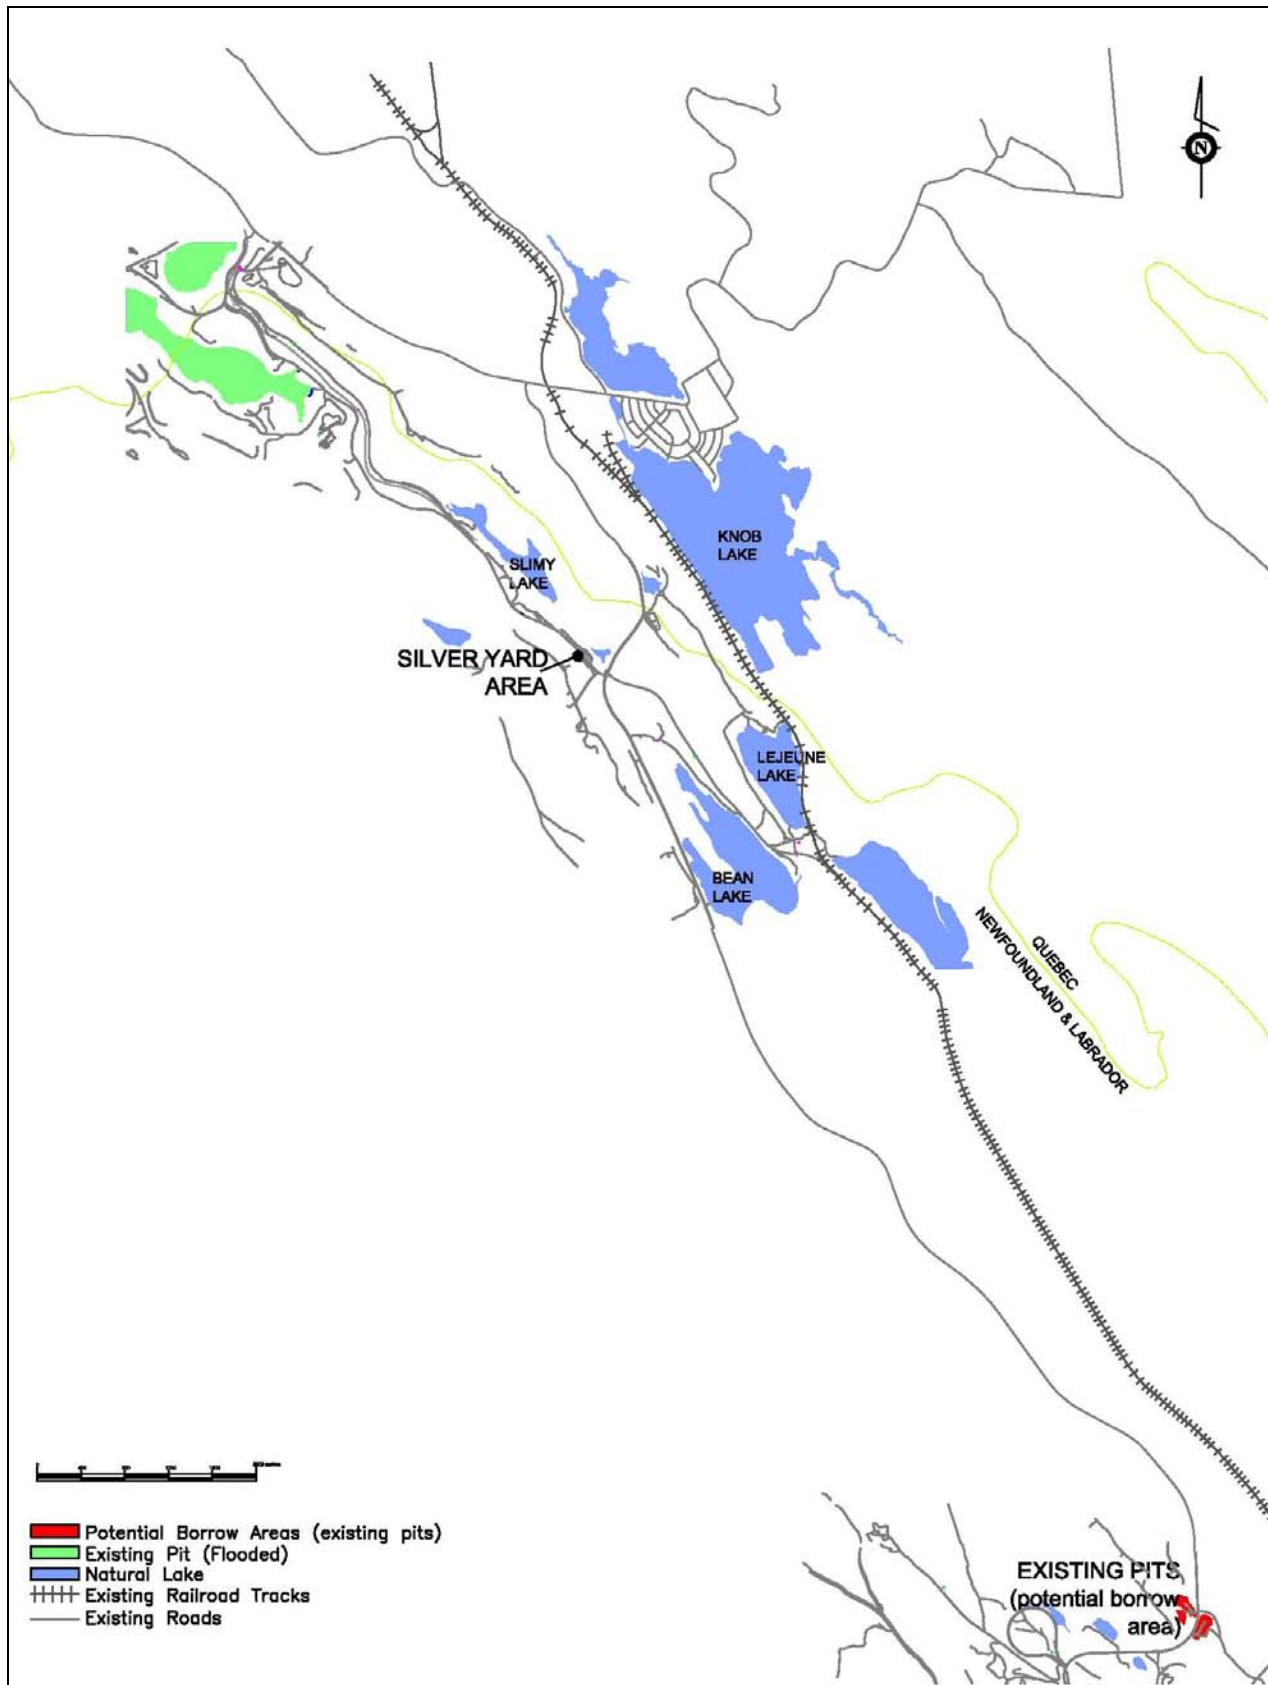 N
KNOB
LAKE
SLIMY
LAKE
SILVER YARD
AREA
LEJEUNE
LAKE
BEAN
LAKE
QUEBEC
NEWFOUNDLAND & LABRADOR
Potential Borrow Areas (existing pits)
Existing Pit (Flooded)
Natural Lake
Existing Railroad Tracks
Existing Roads
EXISTING PITS
(potential borrow
area)